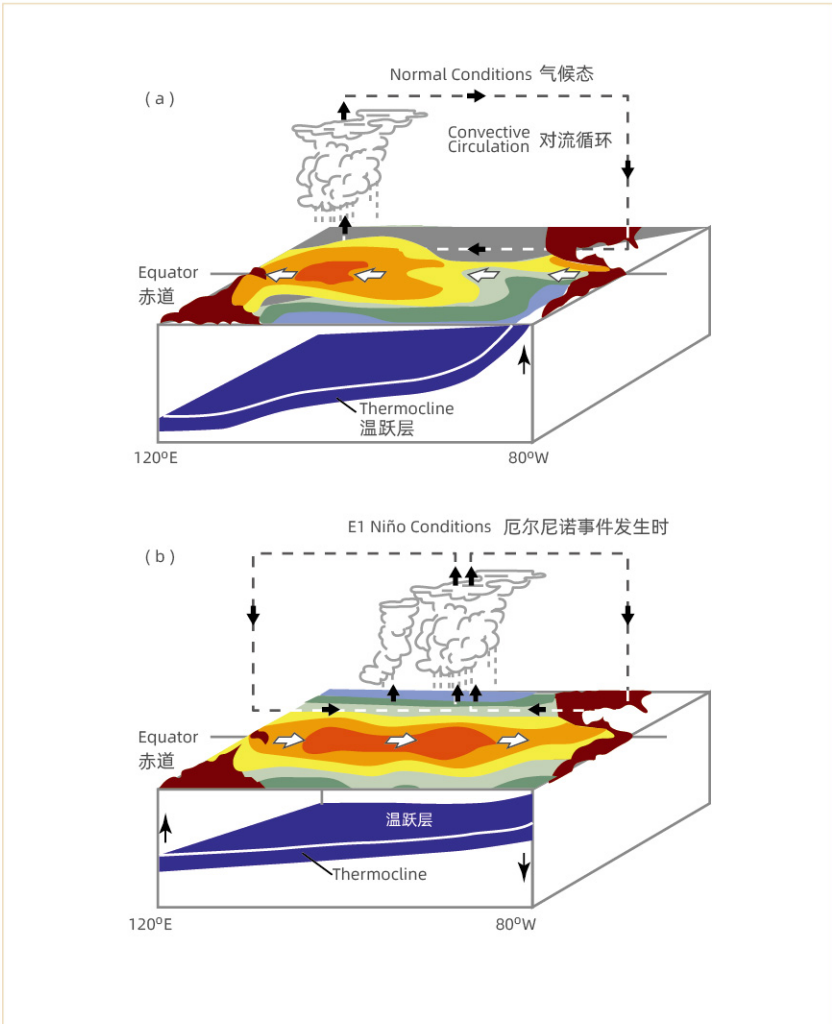 Normal Conditions 气候态
( a )
Convective
Circulation 对流循环
Equator
赤道
Thermocline
温跃层
120ºE
80ºW
E1 Niño Conditions 厄尔尼诺事件发生时
( b )
Equator
赤道
温跃层
Thermocline
120ºE
80ºW